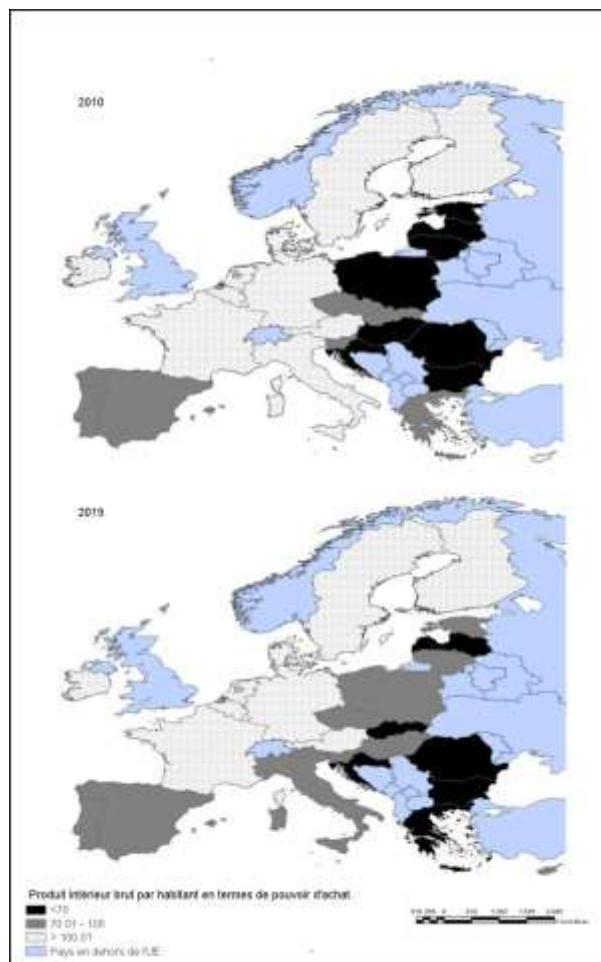 2010
2019
Produit intérieur brut par habitant en termes de pouvoir d'achat.
<70
70.01 - 100
> 100.01
Pays en dehors de l'UE